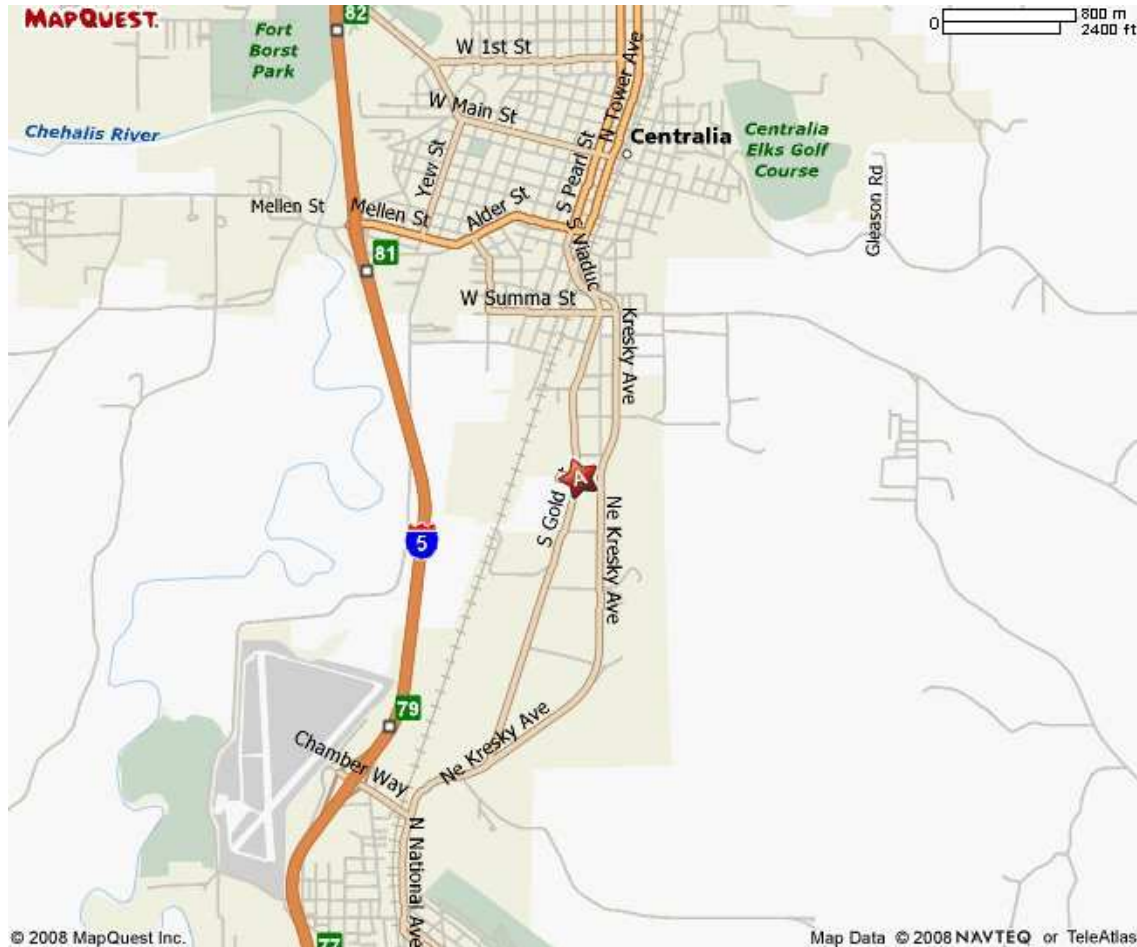 MAPQUEST.
82
0
800 m
2400 ft
Fort
Borst
Park
W 1st St
N Tower Ave
W Main St
Chehalis River
Centralia
Centralia
Elks Golf
Course
Yew St
S Pearl St
Gleason Rd
Mellen St
Mellen St
Alder St
81
S Viaduc
W Summa St
Kresky Ave
A
S Gold
5
Ne Kresky Ave
79
Chamber Way
Ne Kresky Ave
N National Ave
77
© 2008 MapQuest Inc.
Map Data © 2008 NAVTEQ or TeleAtlas